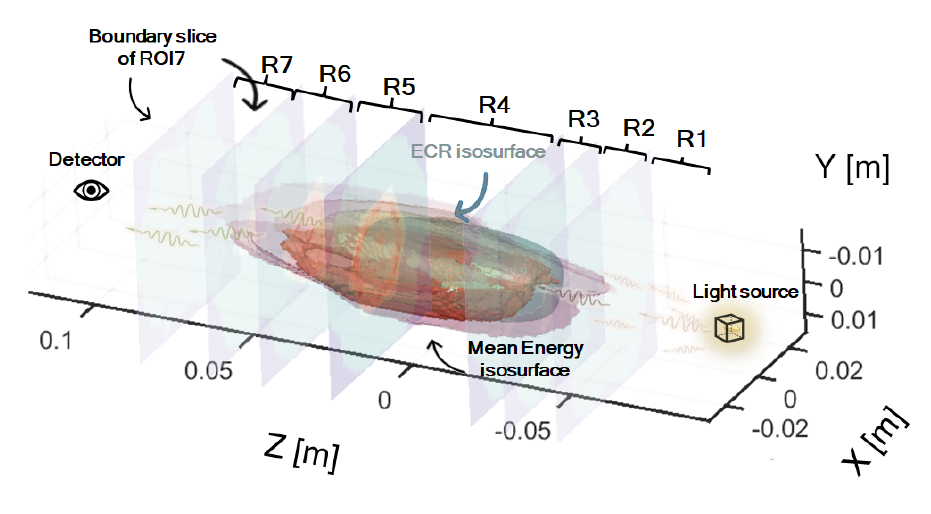 Boundary slice
of ROI7
R7
R6
R5
R4
R3
R2
R1
ECR isosurface
Detector
Y [m]
-0.01
0
0.01
Light source
Mean Energy
isosurface
0.1
0.05
0
-0.05
Z [m]
0.02
0
-0.02
X [m]